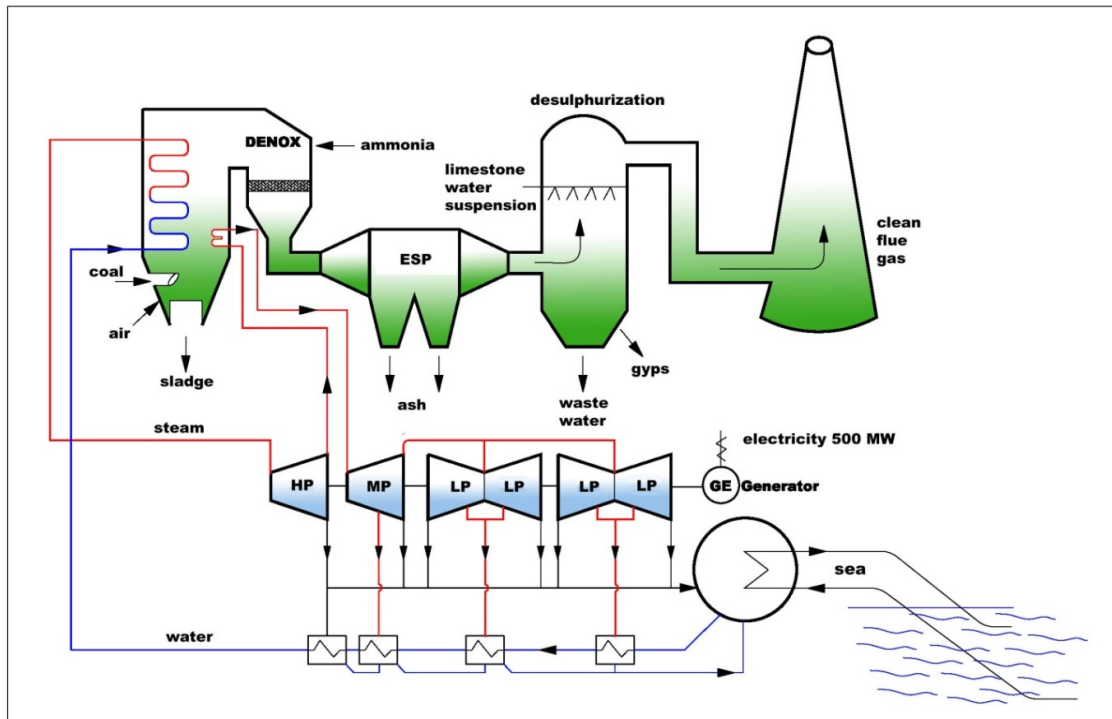 desulphurization
DENOX
ammonia
limestone
water
suspension
clean
flue
gas
ESP
coal
air
sladge
ash
gyps
waste
water
steam
electricity 500 MW
HP
MP
LP
LP
LP
LP
GE
Generator
sea
water